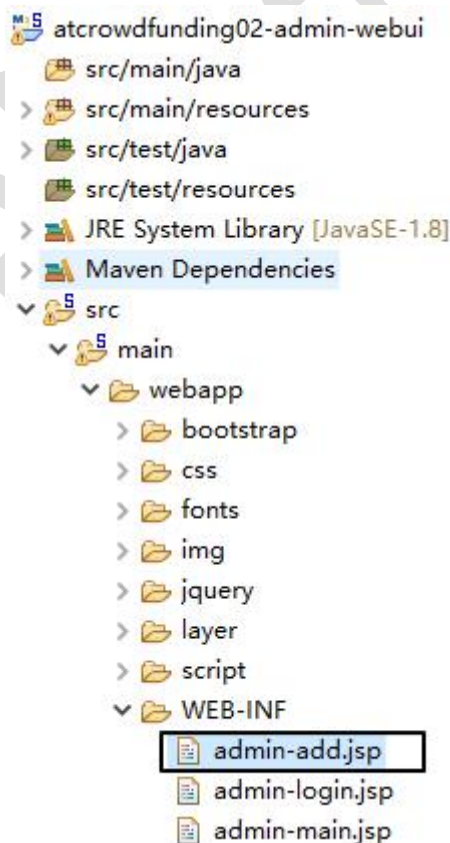 atcrowdfunding02-admin-webui
src/main/java
src/main/resources
src/test/java
src/test/resources
JRE System Library [JavaSE-1.8]
Maven Dependencies
src
main
webapp
bootstrap
css
fonts
img
jquery
layer
script
WEB-INF
admin-add.jsp
admin-login.jsp
admin-main.jsp